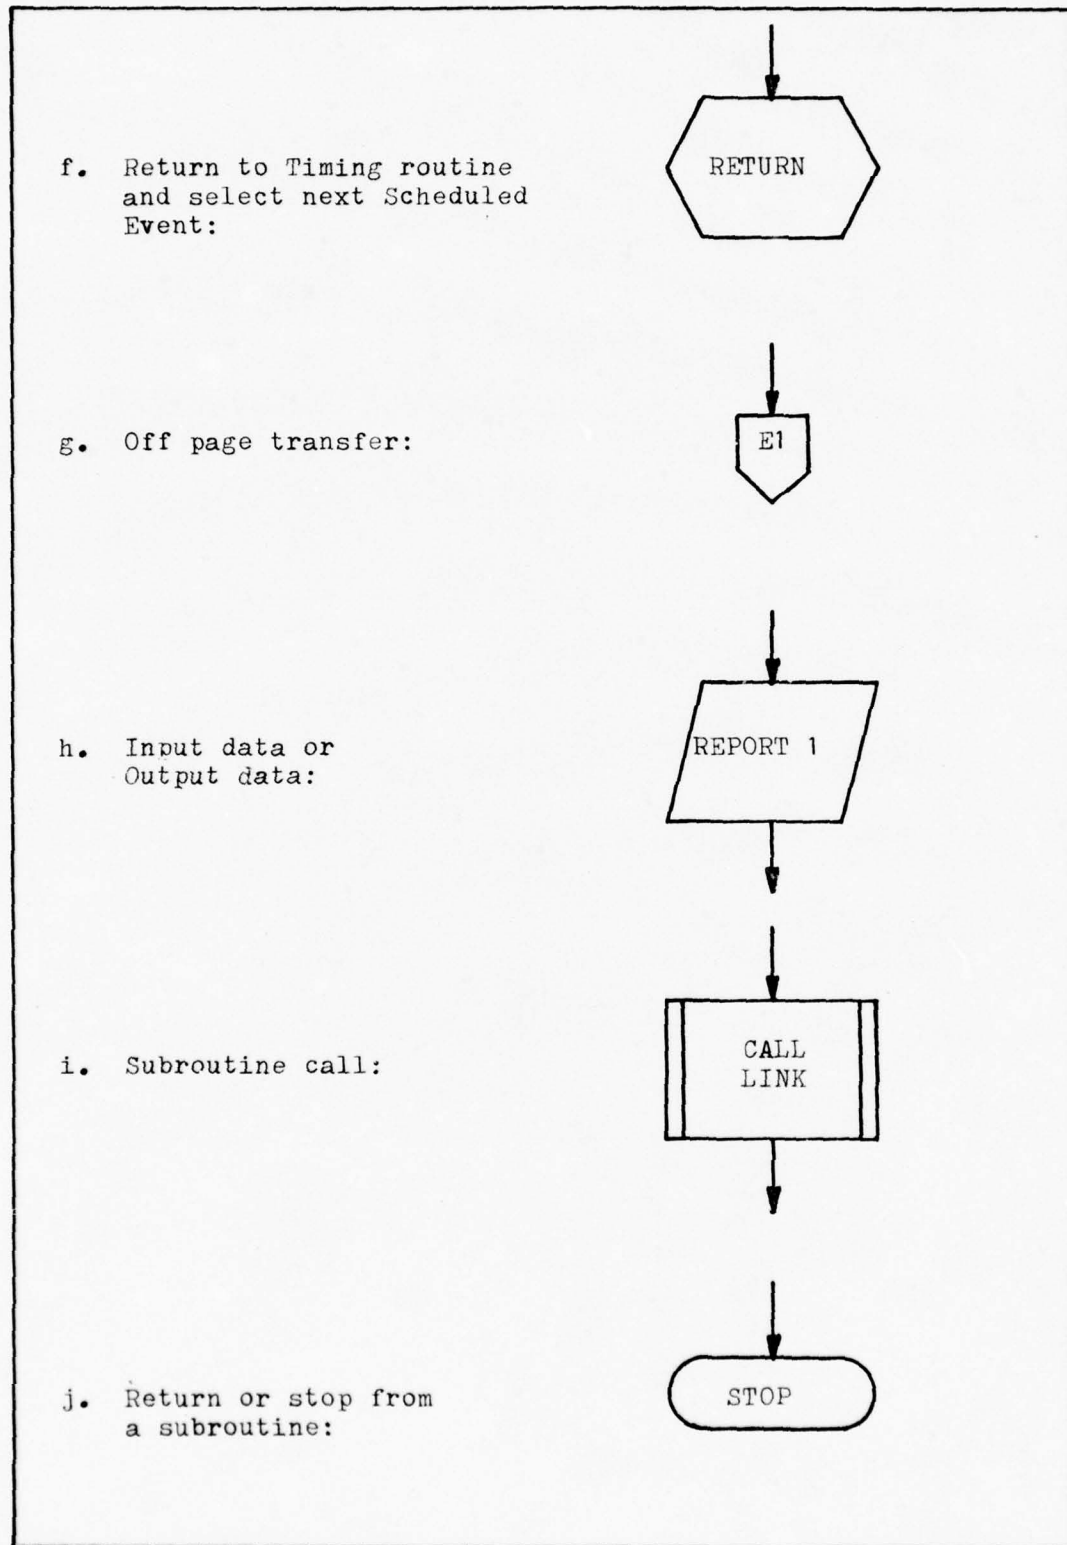 f. Return to Timing routine
and select next Scheduled
Event:
RETURN
g. Off page transfer:
E1
h. Input data or
Output data:
REPORT 1
i. Subroutine call:
CALL
LINK
j. Return or stop from
a subroutine:
STOP